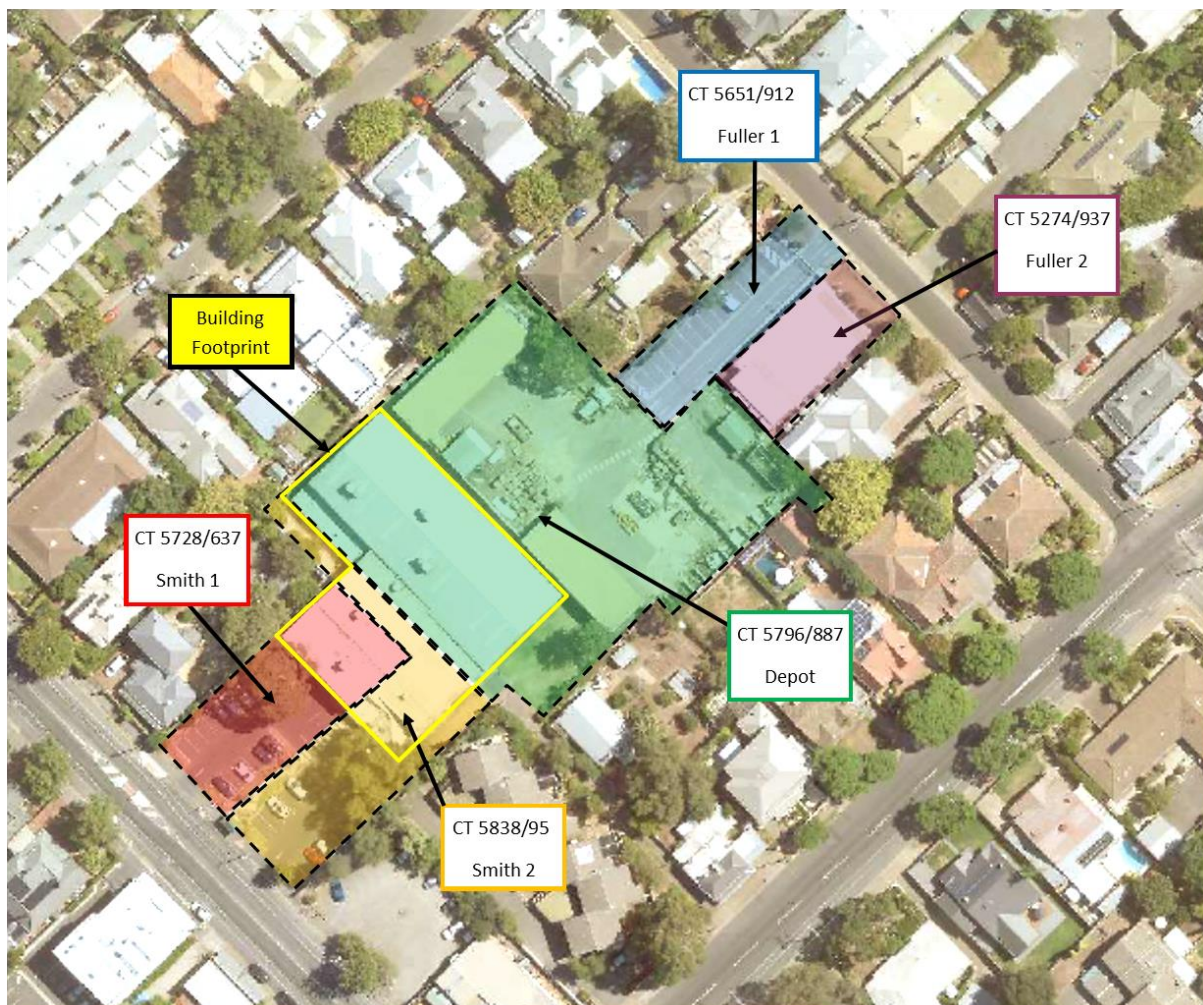 CT 5651/912
Fuller 1
CT 5274/937
Fuller 2
Building
Footprint
CT 5728/637
Smith 1
CT 5796/887
Depot
CT 5838/95
Smith 2